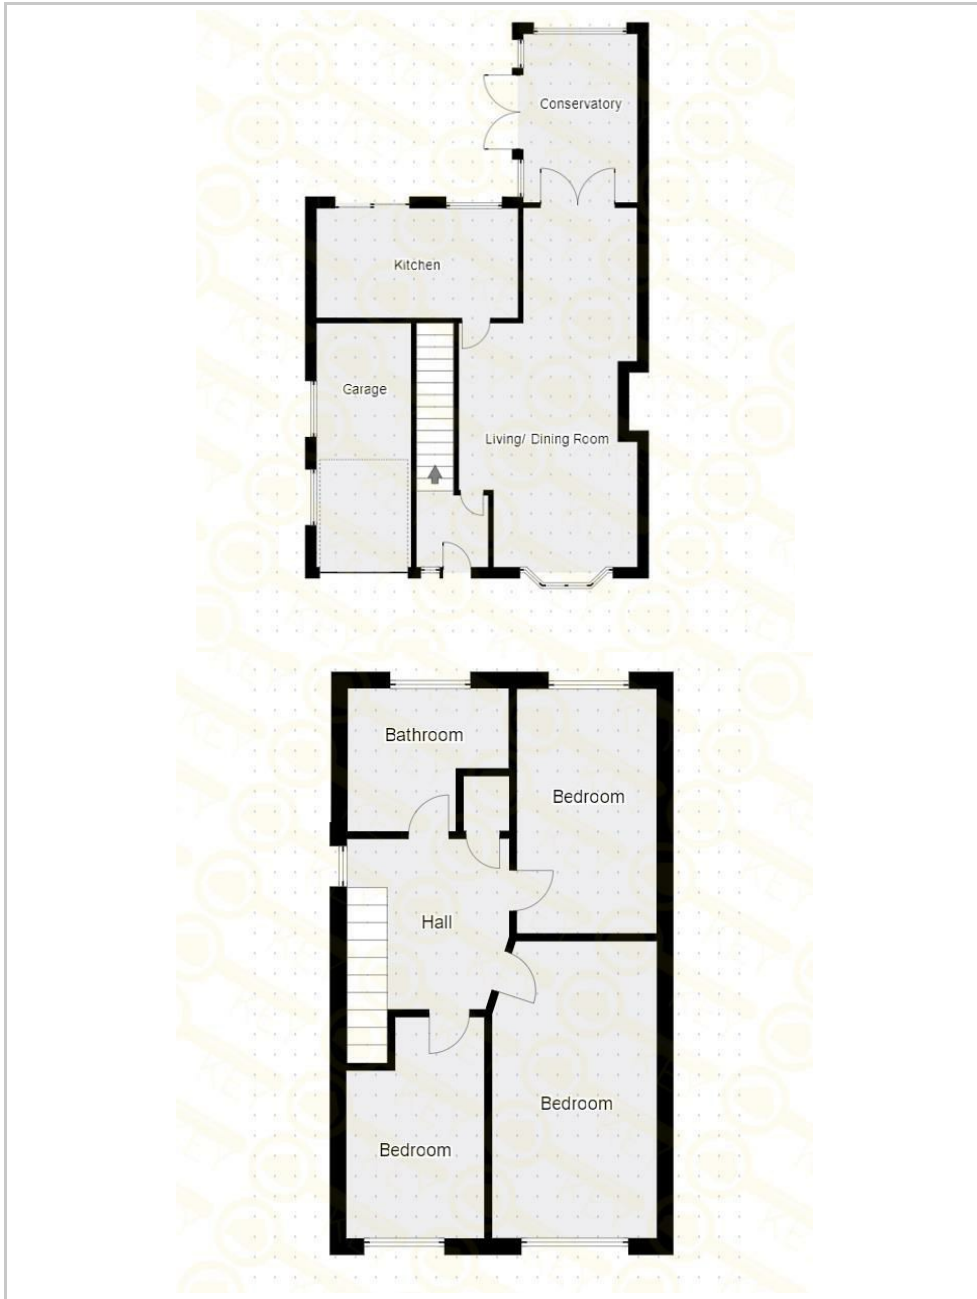 Conservatory
Kitchen
Garage
Living/ Dining Room
Bathroom
Bedroom
Hall
Bedroom
Bedroom